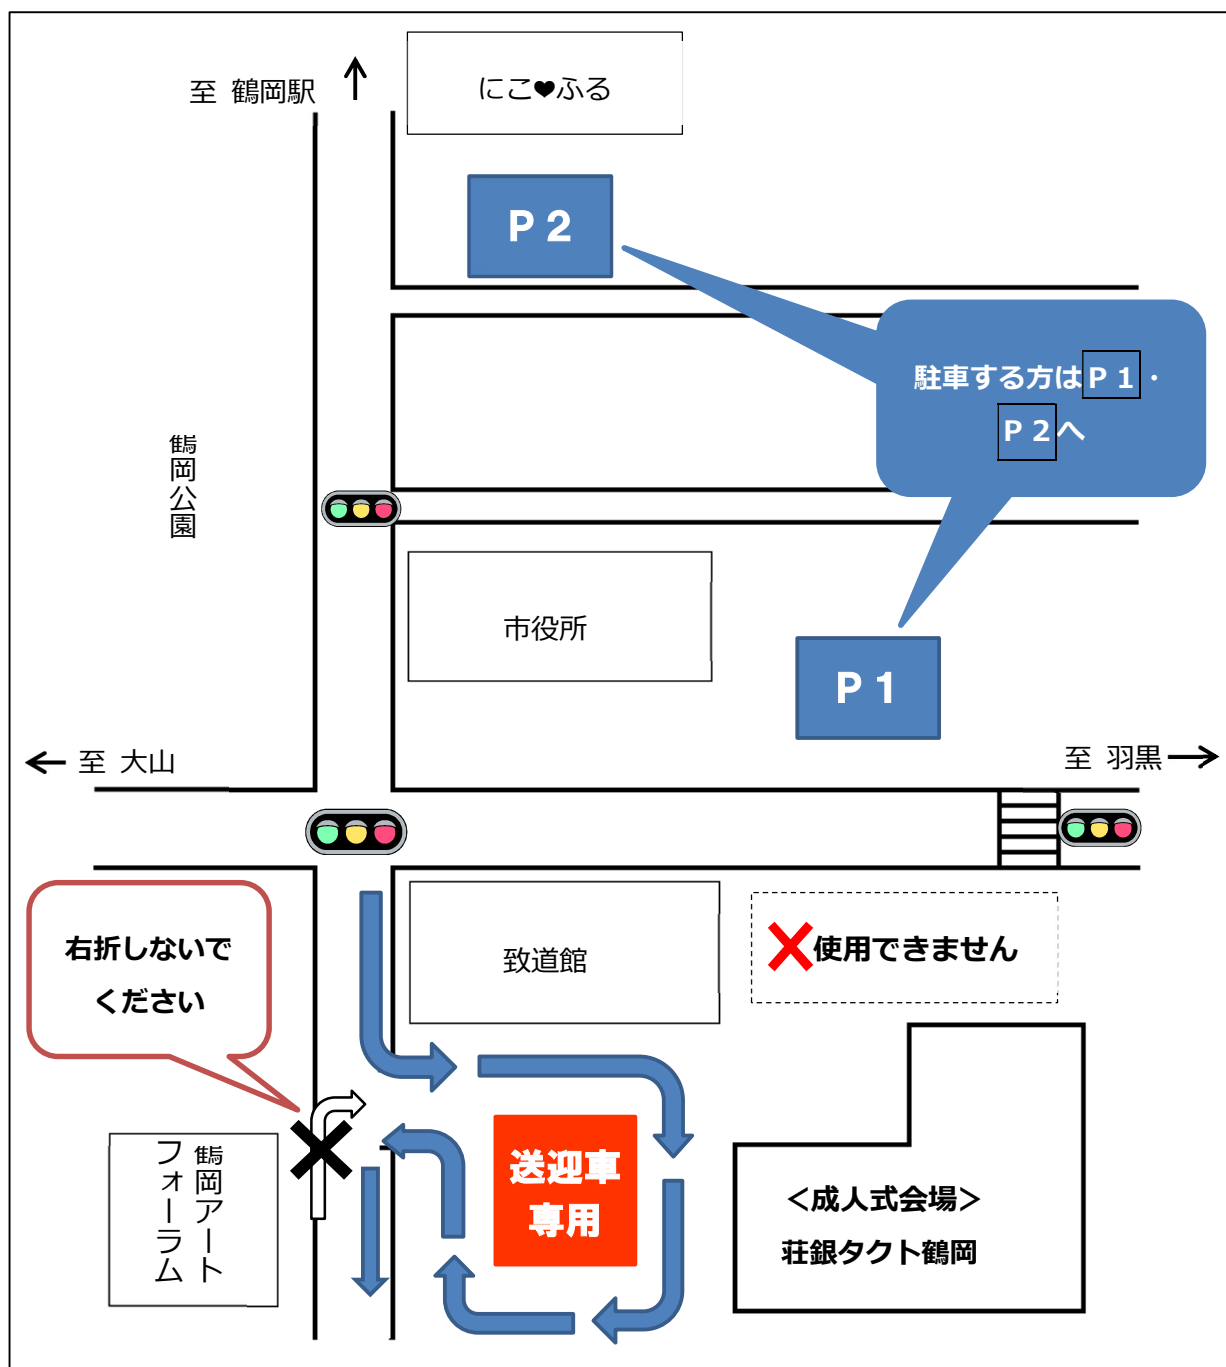 至 鶴岡駅
にこ♥ふる
P2
駐車する方はP1・
P2へ
鶴岡公園
市役所
P1
至 大山
至 羽黒
右折しないで
ください
致道館
使用できません
鶴岡アート
フォーラム
送迎車
専用
<成人式会場>
荘銀タクト鶴岡